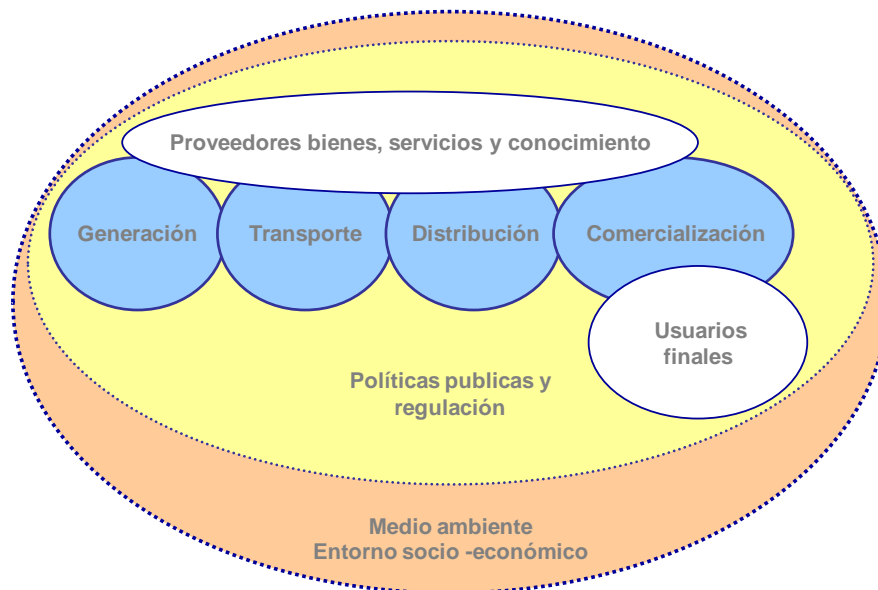 Proveedores bienes, servicios y conocimiento
Generación
Transporte
Distribución
Comercialización
Usuarios
finales
Políticas publicas y
regulación
Medio ambiente
Entorno socio -económico